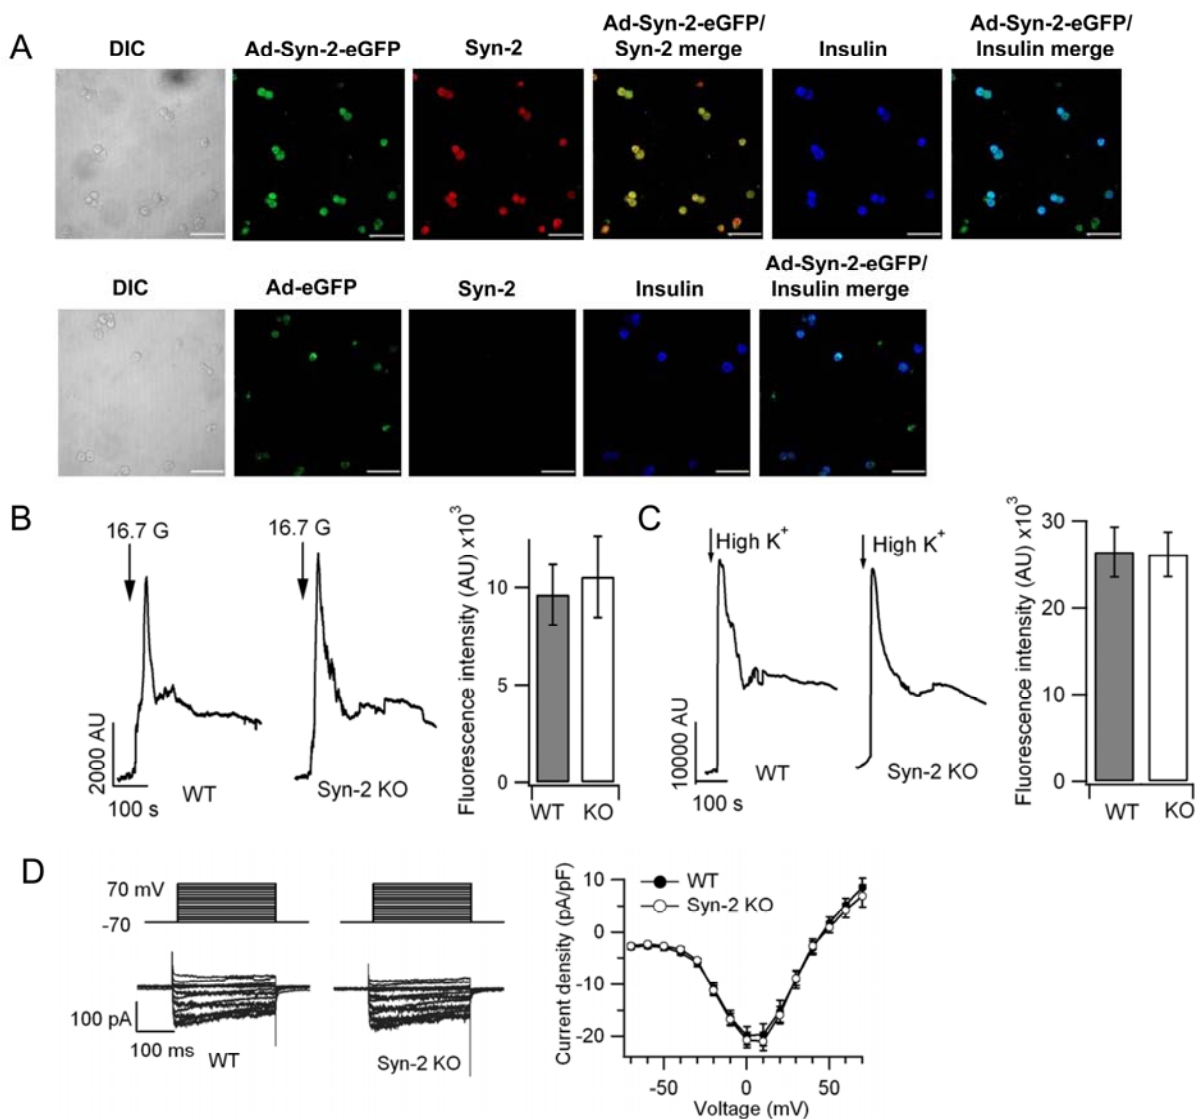 A
DIC
Ad-Syn-2-eGFP
Syn-2
Ad-Syn-2-eGFP/
Syn-2 merge
Insulin
Ad-Syn-2-eGFP/
Insulin merge
DIC
Ad-eGFP
Syn-2
Insulin
Ad-Syn-2-eGFP/
Insulin merge
B
16.7 G
16.7 G
2000 AU
100 s
WT
Syn-2 KO
Fluorescence intensity (AU) x10³
10
5
0
WT
KO
C
High K⁺
High K⁺
10000 AU
100 s
WT
Syn-2 KO
Fluorescence intensity (AU) x10³
30
20
10
0
WT
KO
D
70 mV
-70
100 pA
100 ms
WT
Syn-2 KO
Current density (pA/pF)
10
0
-10
-20
WT
Syn-2 KO
-50
0
50
Voltage (mV)